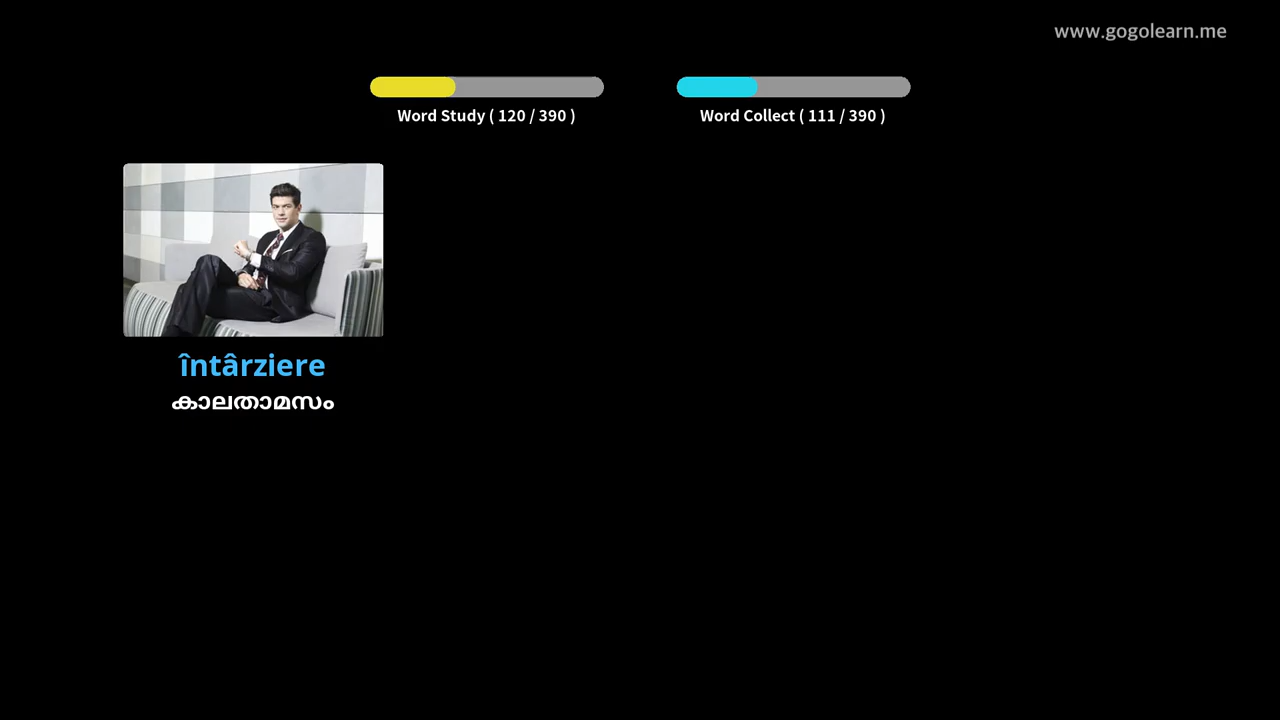 www.gogolearn.me
Word Study ( 120 / 390 )
Word Collect ( 111 / 390 )
întârziere
കാലതാമസം